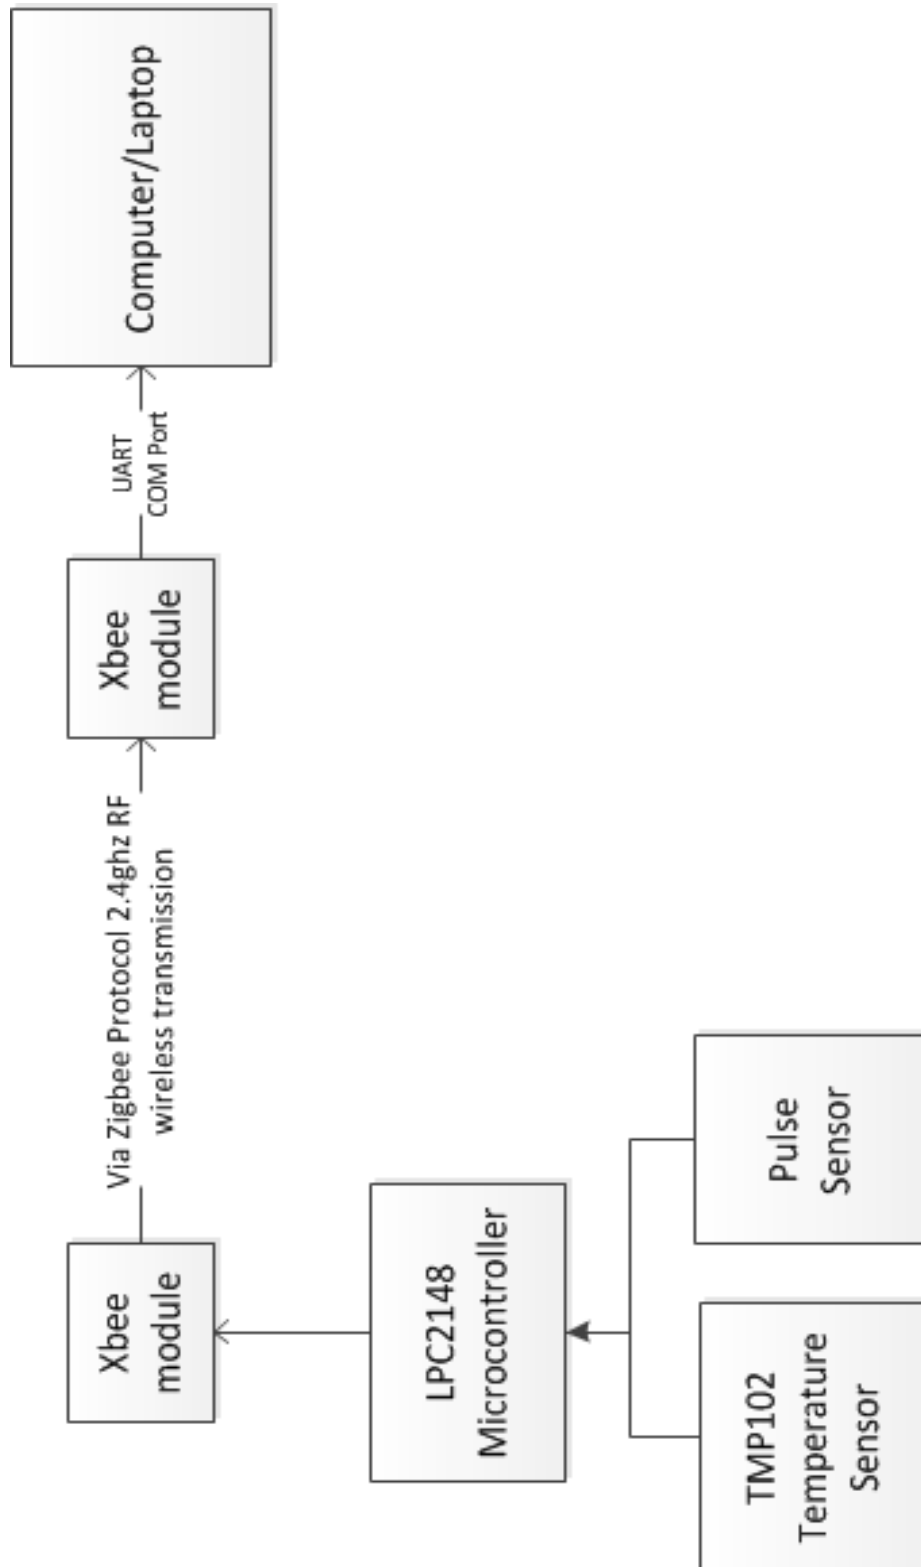 Xbee
module
Via Zigbee Protocol 2.4ghz RF
wireless transmission
Xbee
module
UART
COM Port
Computer/Laptop
LPC2148
Microcontroller
TMP102
Temperature
Sensor
Pulse
Sensor